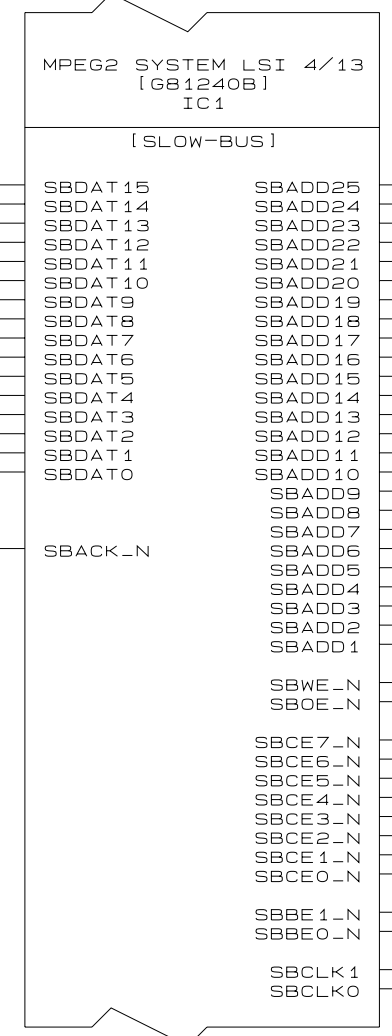 MPEG2 SYSTEM LSI 4/13
[G81240B]
IC1
[SLOW-BUS]
SBDAT15 SBADD25
SBDAT14 SBADD24
SBDAT13 SBADD23
SBDAT12 SBADD22
SBDAT11 SBADD21
SBDAT10 SBADD20
SBDAT9 SBADD19
SBDAT8 SBADD18
SBDAT7 SBADD17
SBDAT6 SBADD16
SBDAT5 SBADD15
SBDAT4 SBADD14
SBDAT3 SBADD13
SBDAT2 SBADD12
SBDAT1 SBADD11
SBDAT0 SBADD10
SBADD9
SBADD8
SBADD7
SBACK_N SBADD6
SBADD5
SBADD4
SBADD3
SBADD2
SBADD1
SBWE_N
SBOE_N
SBCE7_N
SBCE6_N
SBCE5_N
SBCE4_N
SBCE3_N
SBCE2_N
SBCE1_N
SBCE0_N
SBBE1_N
SBBE0_N
SBCLK1
SBCLK0